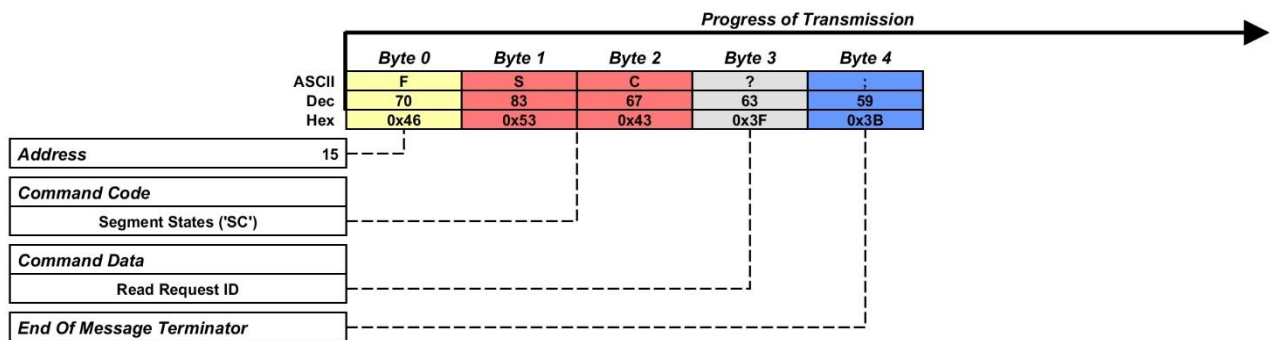 Progress of Transmission
Byte 0 Byte 1 Byte 2 Byte 3 Byte 4
ASCII F S C ? ;
Dec 70 83 67 63 59
Hex 0x46 0x53 0x43 0x3F 0x3B
Address 15
Command Code
Segment States ('SC')
Command Data
Read Request ID
End Of Message Terminator